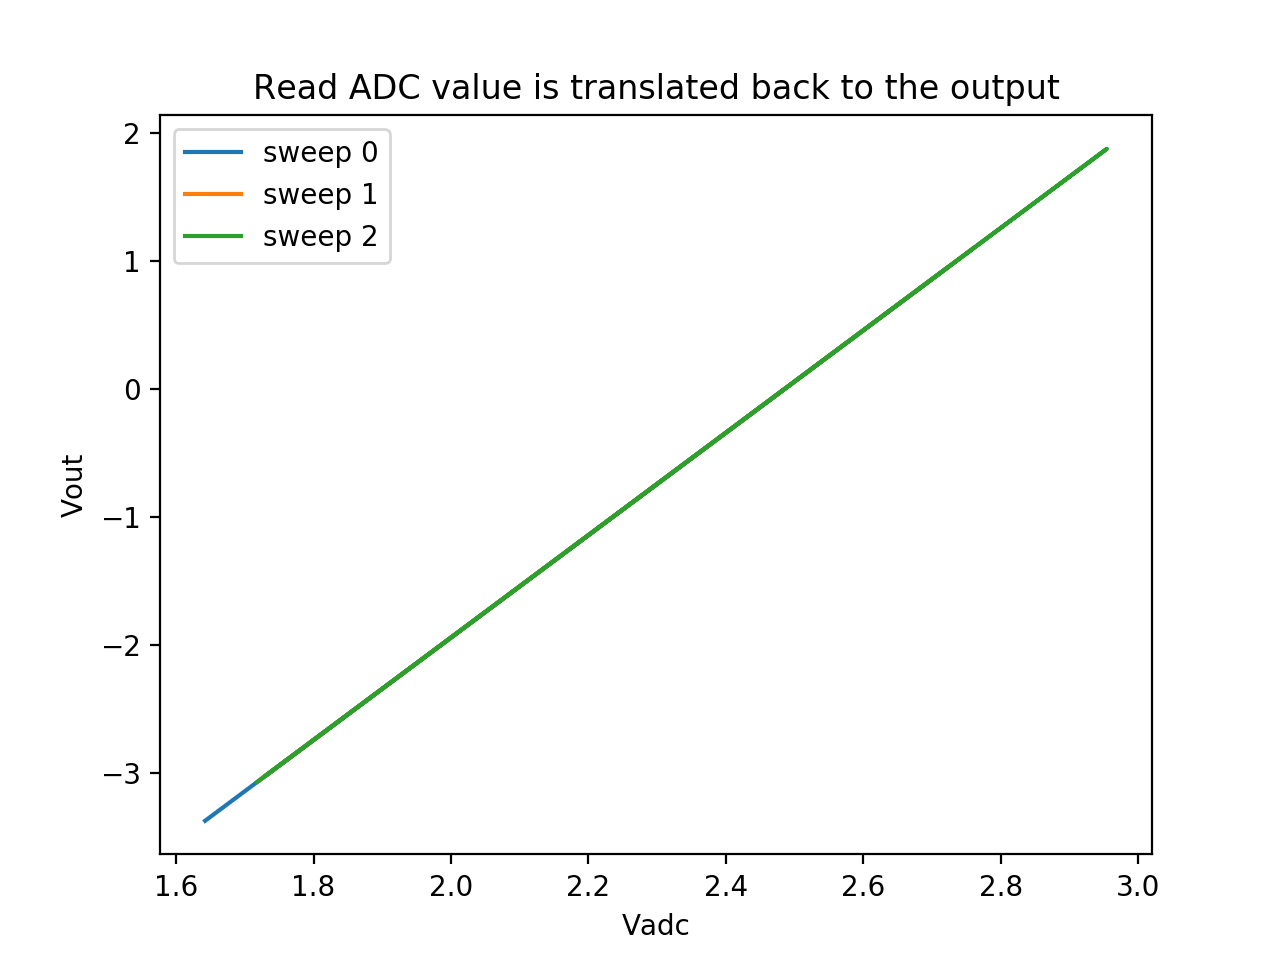 Read ADC value is translated back to the output
sweep 0
sweep 1
sweep 2
2
1
0
−1
−2
−3
Vout
1.6 1.8 2.0 2.2 2.4 2.6 2.8 3.0
Vadc